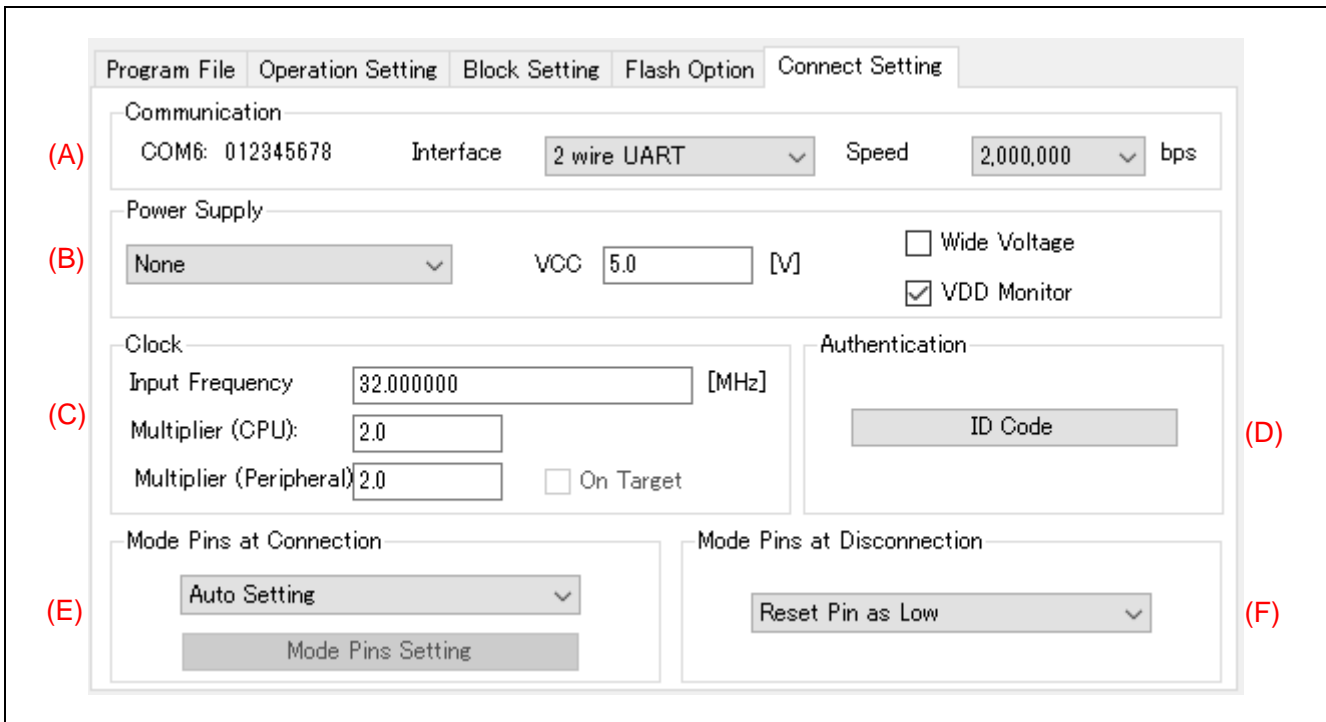 Program File Operation Setting Block Setting Flash Option Connect Setting
Communication
(A) COM6: 012345678 Interface 2 wire UART Speed 2,000,000 bps
Power Supply
Wide Voltage
(B) None VCC 5.0 [V]
VDD Monitor
Clock Authentication
Input Frequency 32.000000 [MHz]
(C) Multiplier (CPU): 2.0 ID Code (D)
Multiplier (Peripheral) 2.0 On Target
Mode Pins at Connection Mode Pins at Disconnection
(E) Auto Setting Reset Pin as Low (F)
Mode Pins Setting